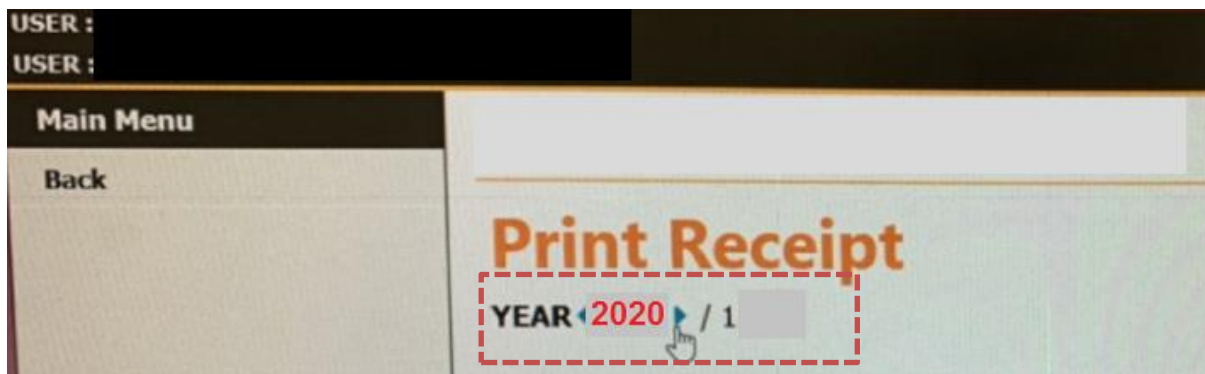 USER :
USER :
Main Menu
Back
Print Receipt
YEAR 2020 / 1